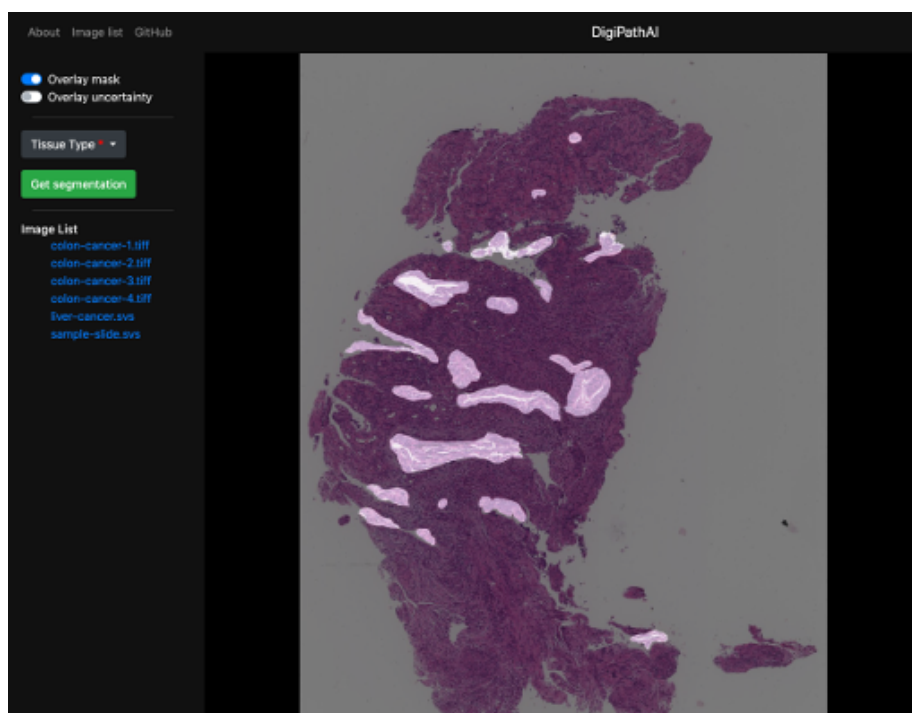 About Image list GitHub
DigiPathAI
Overlay mask
Overlay uncertainty
Tissue Type *
Get segmentation
Image List
colon-cancer-1.tiff
colon-cancer-2.tiff
colon-cancer-3.tiff
colon-cancer-4.tiff
liver-cancer.svs
sample-slide.svs